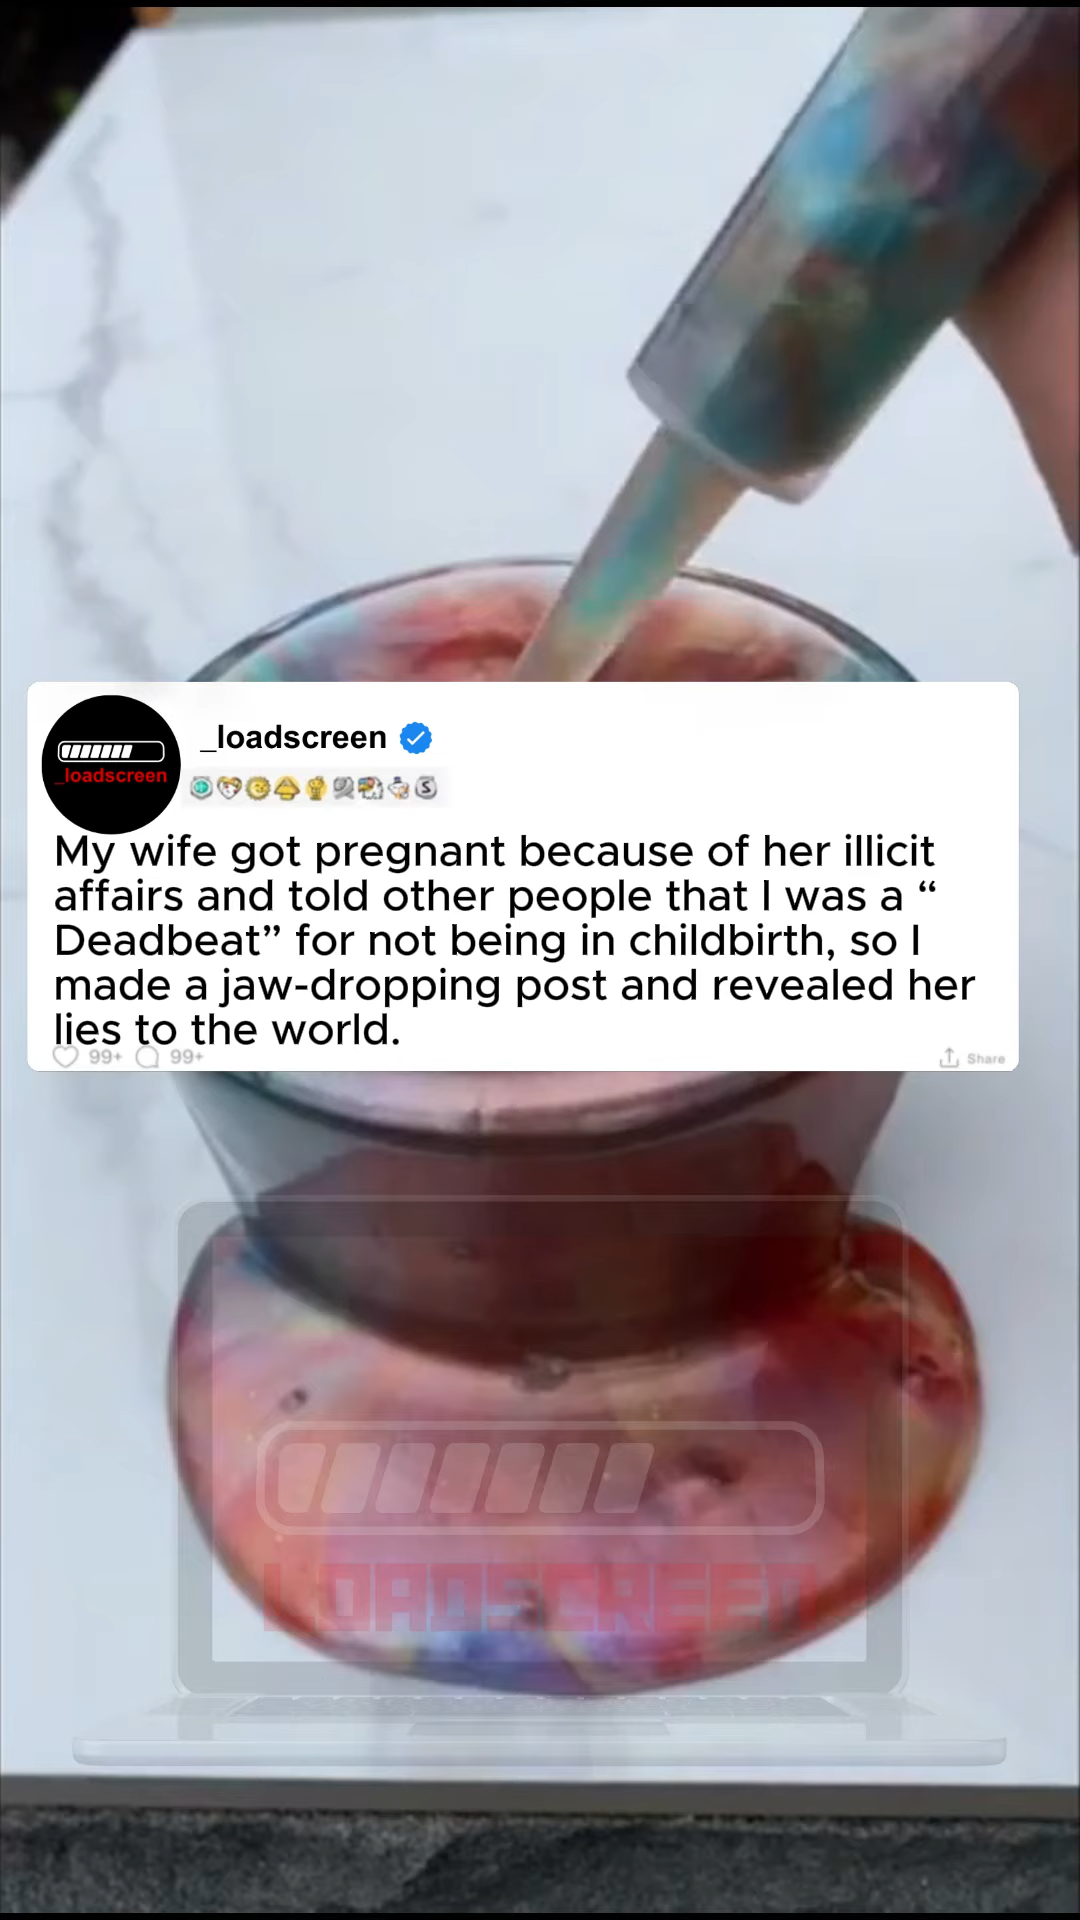 _loadscreen
_loadscreen
My wife got pregnant because of her illicit
affairs and told other people that I was a “
Deadbeat” for not being in childbirth, so I
made a jaw-dropping post and revealed her
lies to the world.
99+ 99+ Share
LOADSCREEN